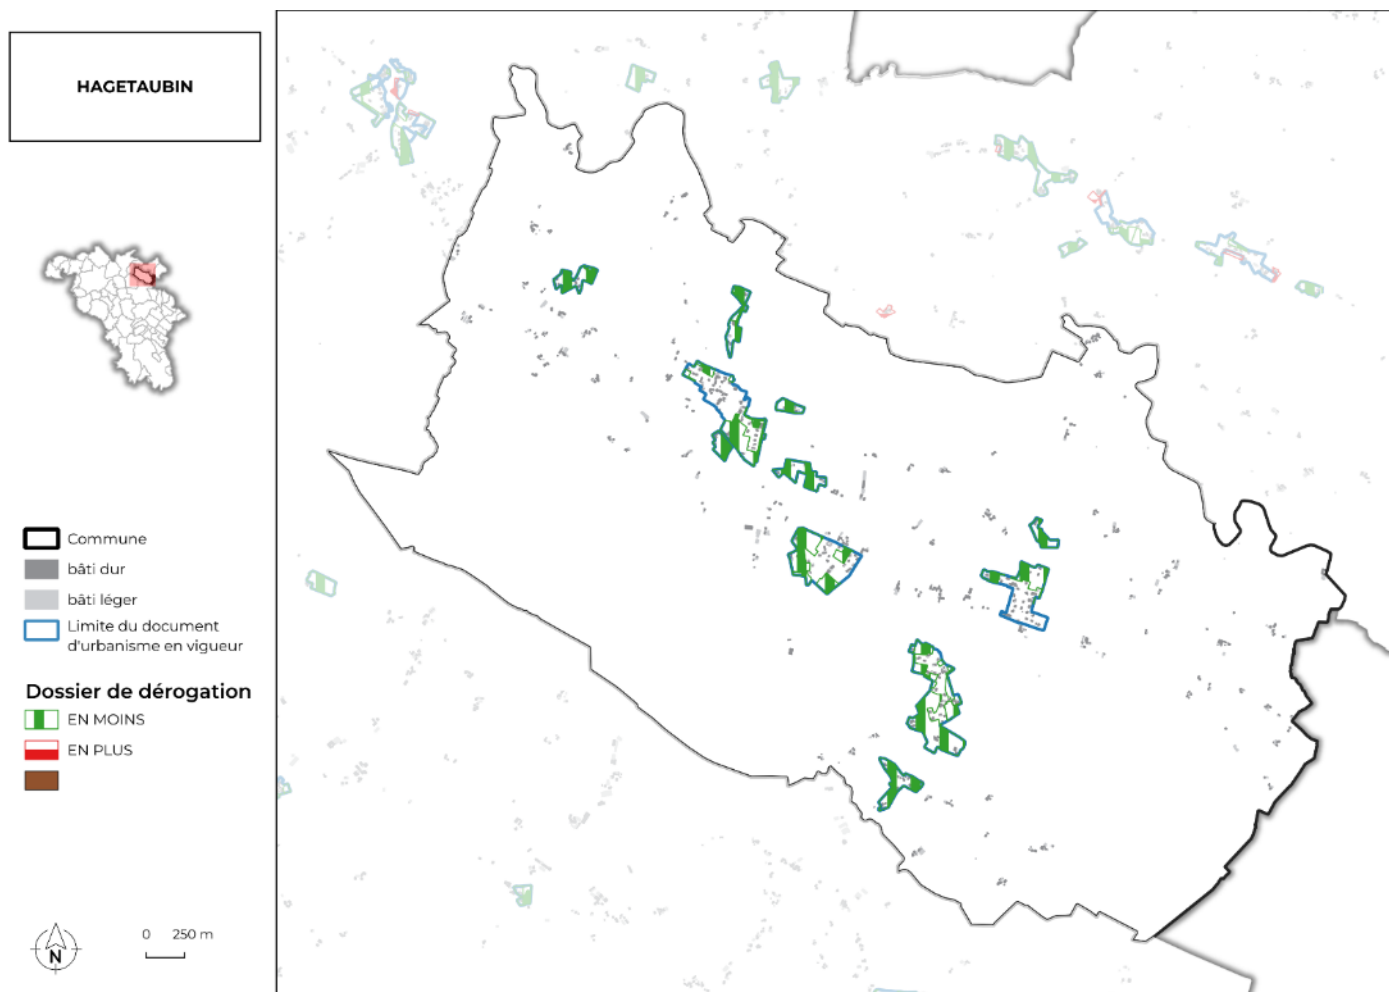 HAGETAUBIN
Commune
bâti dur
bâti léger
Limite du document
d'urbanisme en vigueur
Dossier de dérogation
EN MOINS
EN PLUS
N
0 250 m